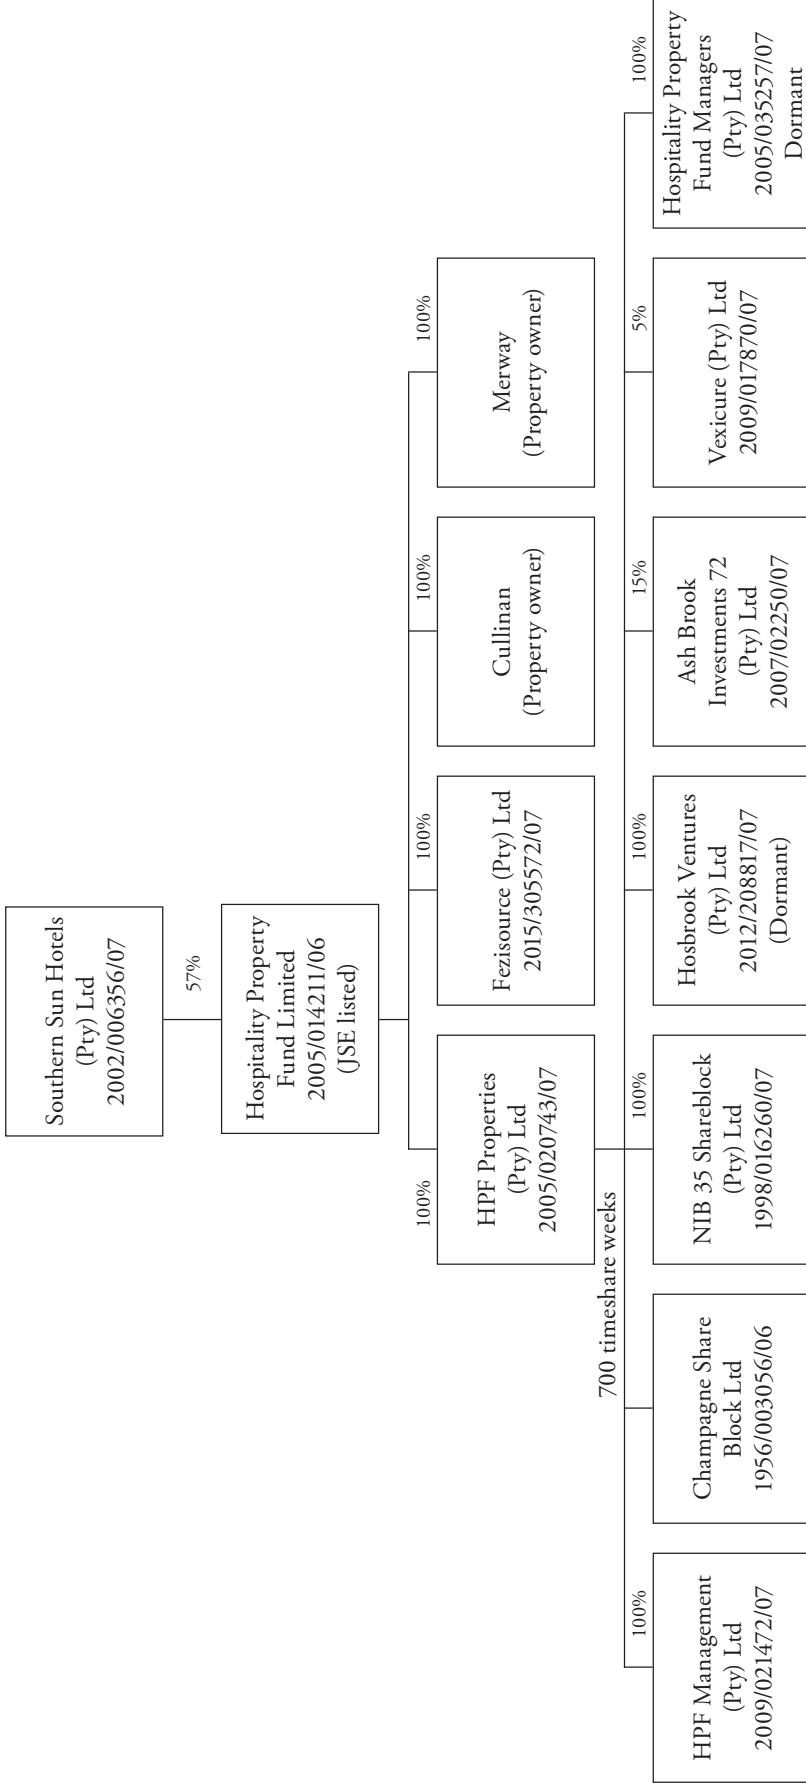 Southern Sun Hotels
(Pty) Ltd
2002/006356/07
57%
Hospitality Property
Fund Limited
2005/014211/06
(JSE listed)
100%
HPF Properties
(Pty) Ltd
2005/020743/07
100%
Fezisource (Pty) Ltd
2015/305572/07
100%
Cullinan
(Property owner)
100%
Merway
(Property owner)
100%
HPF Management
(Pty) Ltd
2009/021472/07
700 timeshare weeks
Champagne Share
Block Ltd
1956/003056/06
100%
NIB 35 Shareblock
(Pty) Ltd
1998/016260/07
100%
Hosbrook Ventures
(Pty) Ltd
2012/208817/07
(Dormant)
15%
Ash Brook
Investments 72
(Pty) Ltd
2007/02250/07
5%
Vexicure (Pty) Ltd
2009/017870/07
100%
Hospitality Property
Fund Managers
(Pty) Ltd
2005/035257/07
Dormant